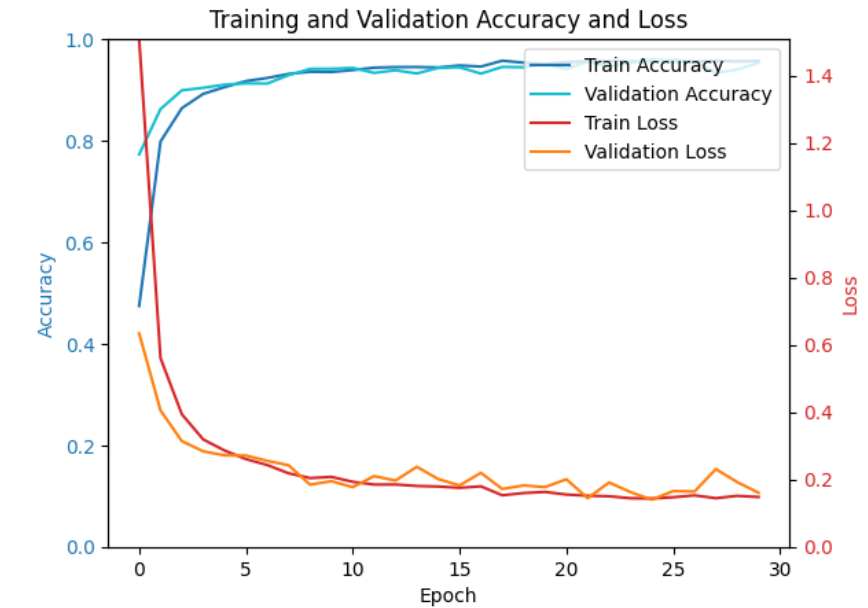 Training and Validation Accuracy and Loss
1.0
0.8
0.6
0.4
0.2
0.0
Accuracy
Train Accuracy
Validation Accuracy
Train Loss
Validation Loss
1.4
1.2
1.0
0.8
0.6
0.4
0.2
0.0
Loss
0 5 10 15 20 25 30
Epoch